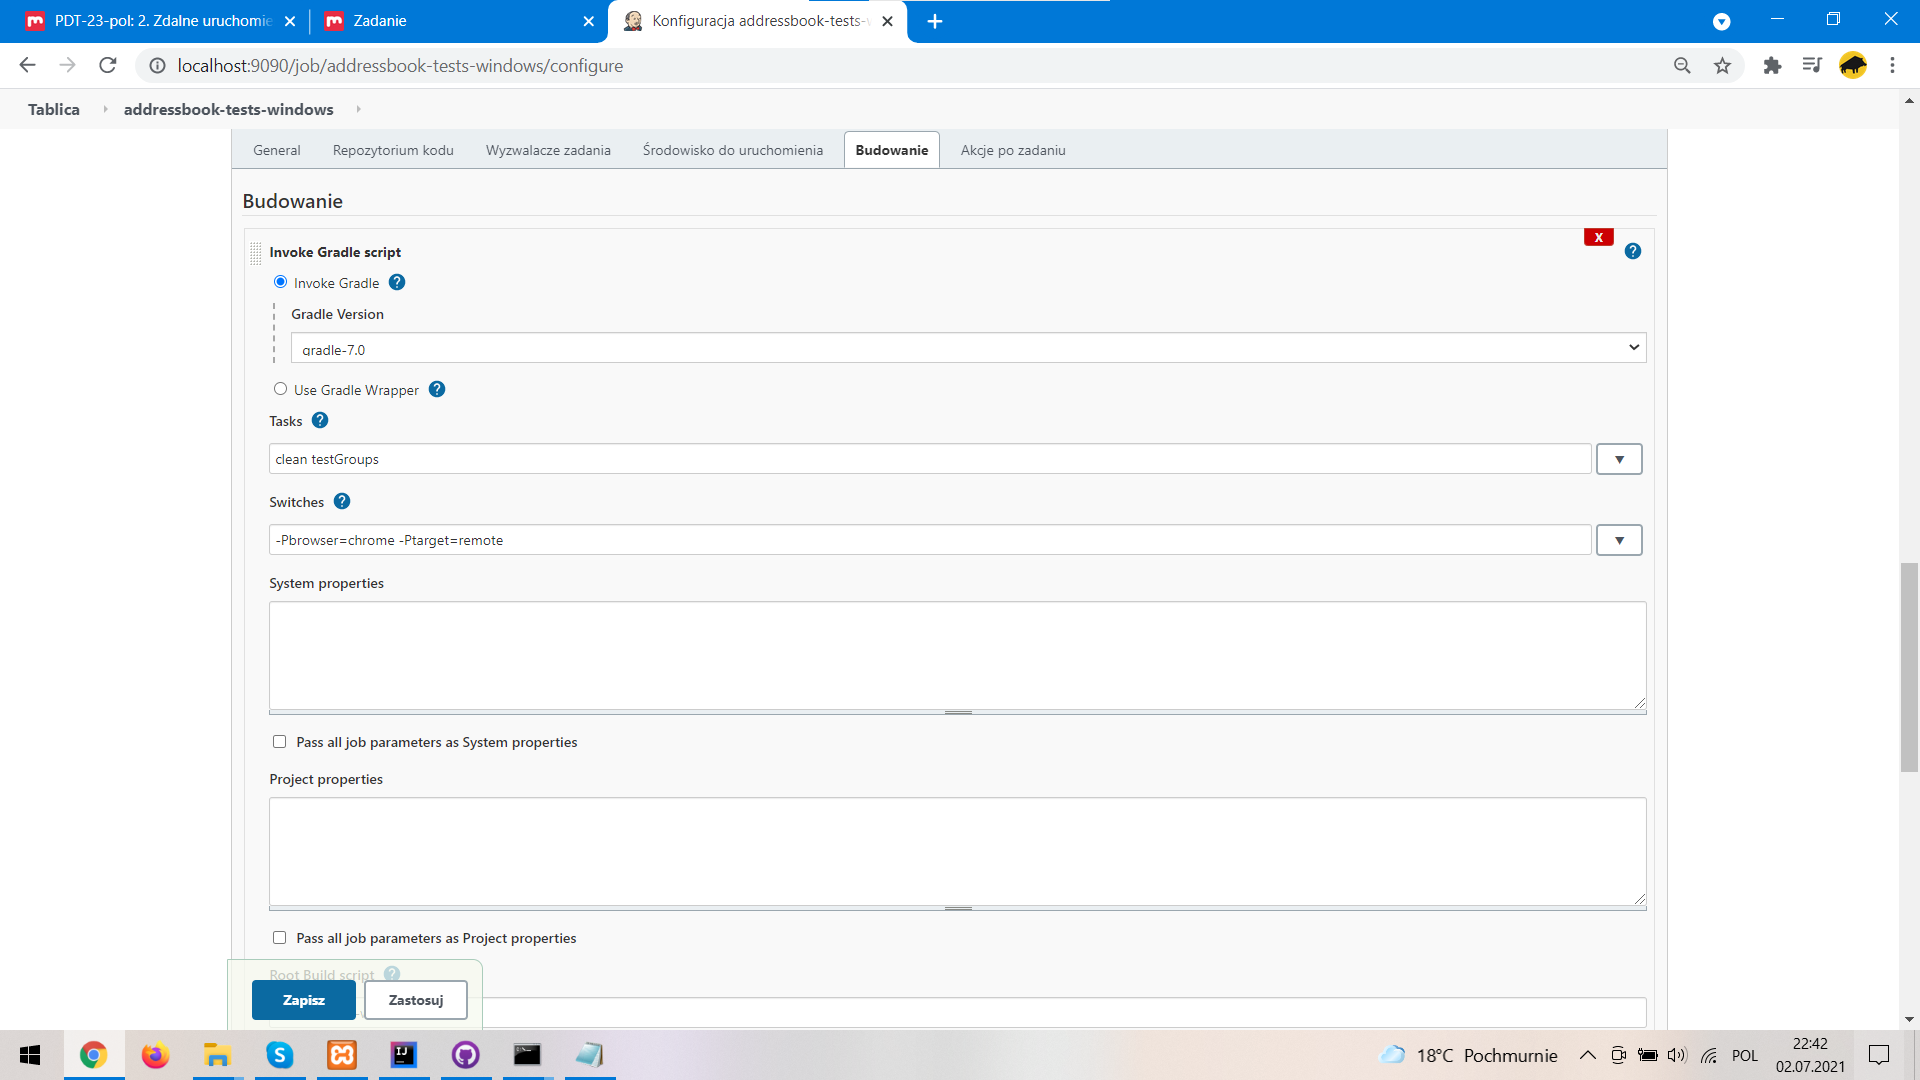 PDT-23-pol: 2. Zdalne uruchomie
Zadanie
Konfiguracja addressbook-tests-
localhost:9090/job/addressbook-tests-windows/configure
Tablica addressbook-tests-windows
General Repozytorium kodu Wyzwalacze zadania Środowisko do uruchomienia Budowanie Akcje po zadaniu
Budowanie
Invoke Gradle script
X
?
Invoke Gradle ?
Gradle Version
gradle-7.0
Use Gradle Wrapper ?
Tasks ?
clean testGroups
Switches ?
-Pbrowser=chrome -Ptarget=remote
System properties
Pass all job parameters as System properties
Project properties
Pass all job parameters as Project properties
Root Build script ?
Zapisz Zastosuj
18°C Pochmurnie
POL
22:42
02.07.2021